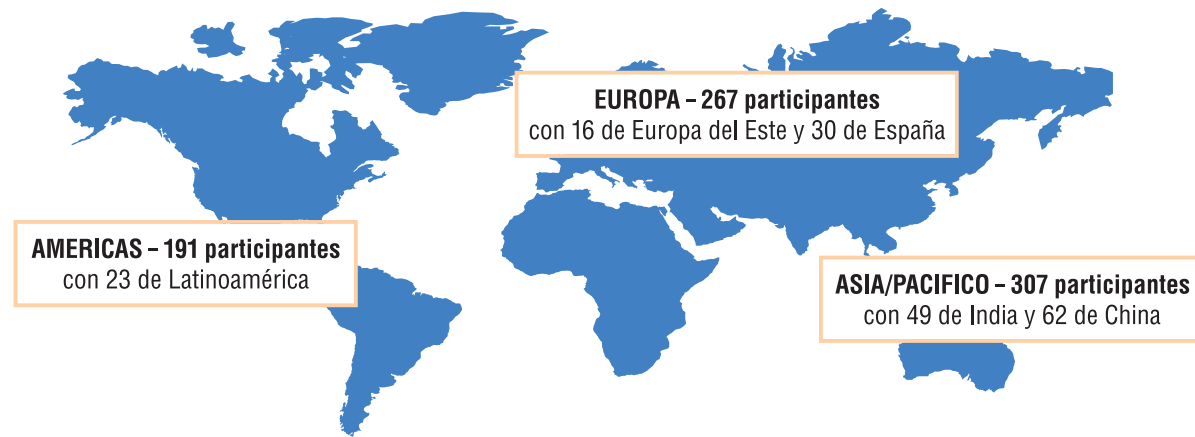 EUROPA – 267 participantes
con 16 de Europa del Este y 30 de España
AMERICAS – 191 participantes
con 23 de Latinoamérica
ASIA/PACIFICO – 307 participantes
con 49 de India y 62 de China